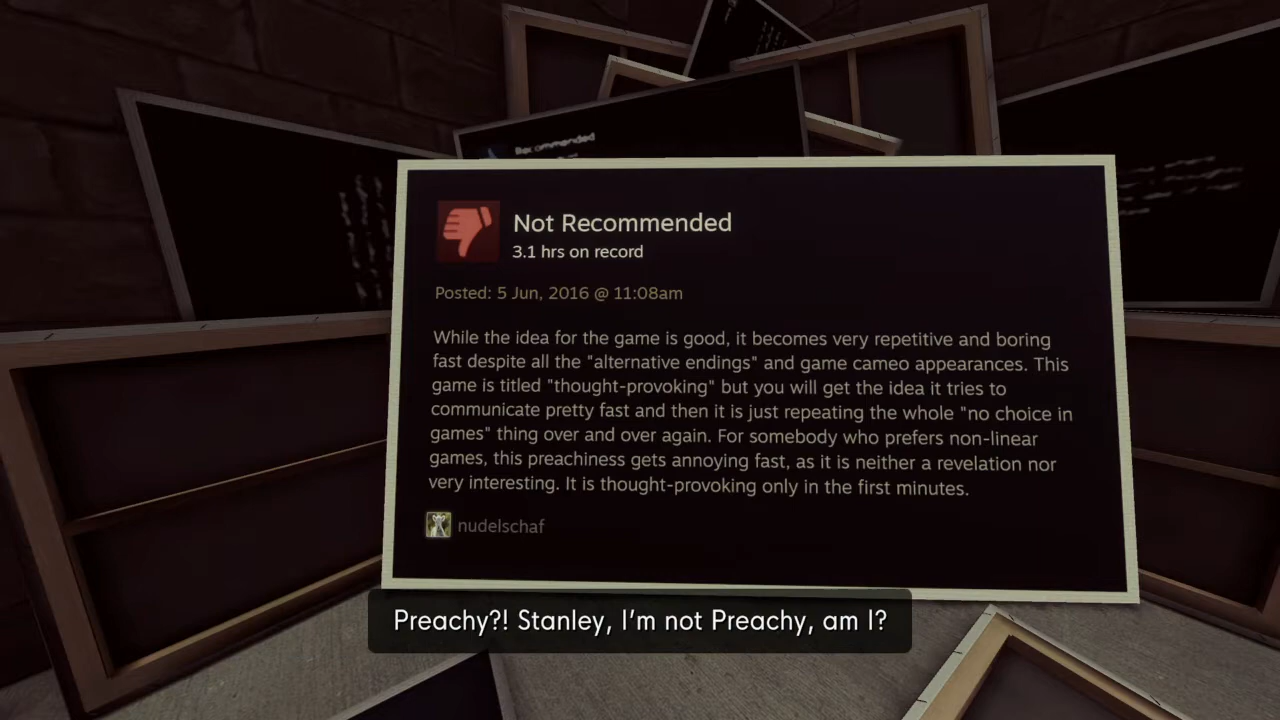 Recommended
Not Recommended
3.1 hrs on record
Posted: 5 Jun, 2016 @ 11:08am
While the idea for the game is good, it becomes very repetitive and boring
fast despite all the "alternative endings" and game cameo appearances. This
game is titled "thought-provoking" but you will get the idea it tries to
communicate pretty fast and then it is just repeating the whole "no choice in
games" thing over and over again. For somebody who prefers non-linear
games, this preachiness gets annoying fast, as it is neither a revelation nor
very interesting. It is thought-provoking only in the first minutes.
nudelschaf
Preachy?! Stanley, I'm not Preachy, am I?